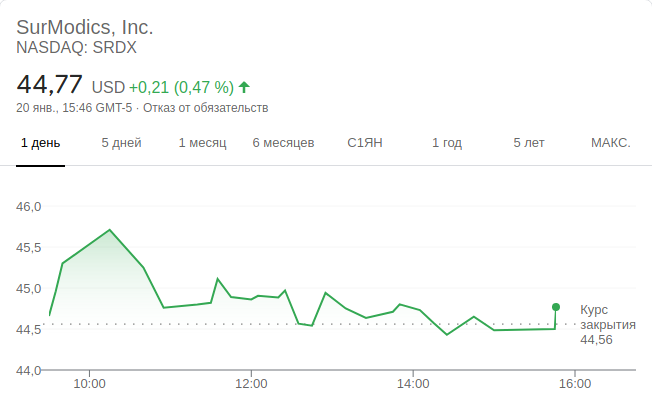 SurModics, Inc.
NASDAQ: SRDX
44,77 USD +0,21 (0,47 %)
20 янв., 15:46 GMT-5 · Отказ от обязательств
1 день 5 дней 1 месяц 6 месяцев С1ЯН 1 год 5 лет МАКС.
46,0
45,5
45,0
44,5
44,0
Курс
закрытия
44,56
10:00 12:00 14:00 16:00